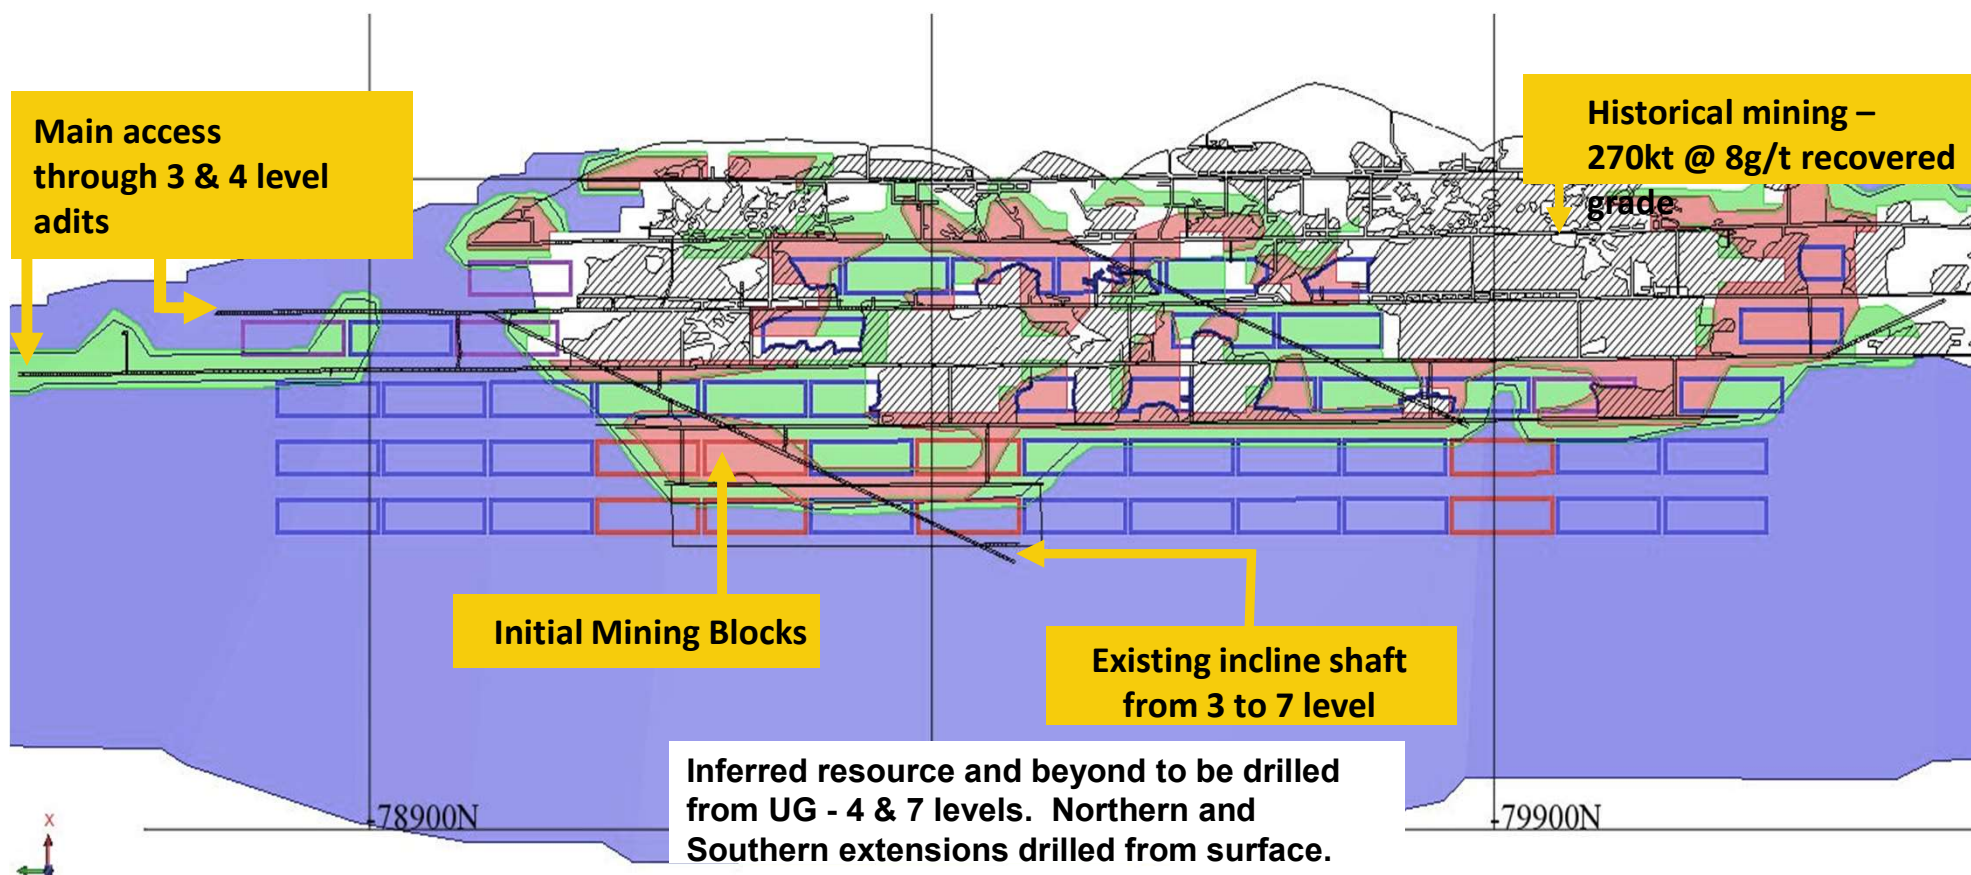 Main access
through 3 & 4 level
adits
Historical mining –
270kt @ 8g/t recovered
grade
Initial Mining Blocks
Existing incline shaft
from 3 to 7 level
Inferred resource and beyond to be drilled
from UG - 4 & 7 levels.  Northern and
Southern extensions drilled from surface.
-78900N
-79900N
X